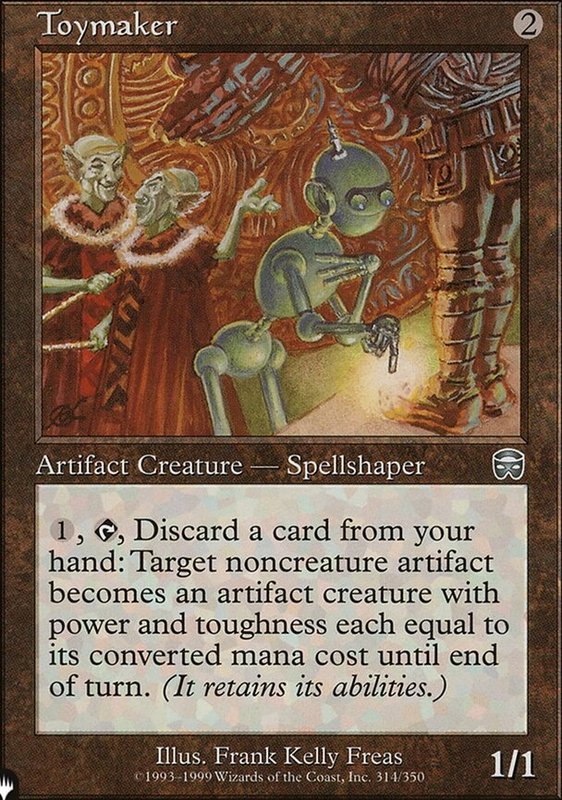 Toymaker 2
Artifact Creature — Spellshaper
1, , Discard a card from your
hand: Target noncreature artifact
becomes an artifact creature with
power and toughness each equal to
its converted mana cost until end
of turn. (It retains its abilities.)
Illus. Frank Kelly Freas
©1993–1999 Wizards of the Coast, Inc. 314/350
1/1